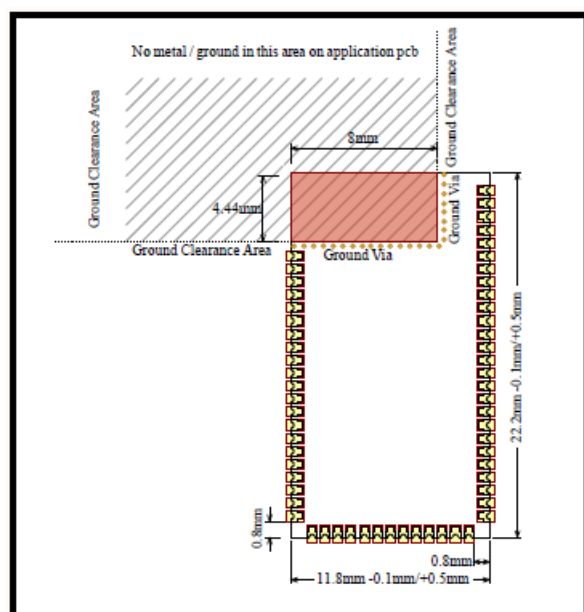 No metal / ground in this area on application pcb
Ground Clearance Area
Ground Clearance Area
8mm
4.44mm
Ground Via
Ground Clearance Area
Ground Via
22.2mm -0.1mm/+0.5mm
0.8mm
0.8mm
11.8mm -0.1mm/+0.5mm